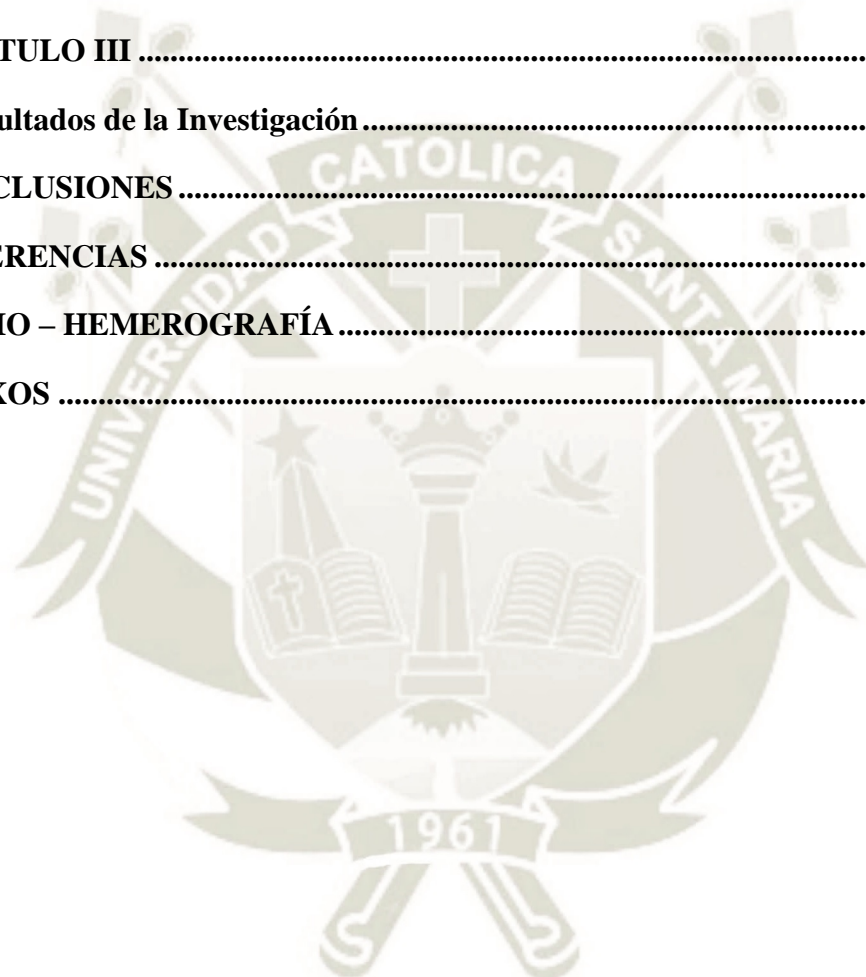 TULO III ..........................................................................................
ultados de la Investigación ................................................................
CLUSIONES ....................................................................................
ERENCIAS ........................................................................................
IO – HEMEROGRAFÍA ....................................................................
XOS ..................................................................................................
UNIVERSIDAD CATOLICA SANTA MARIA
1961